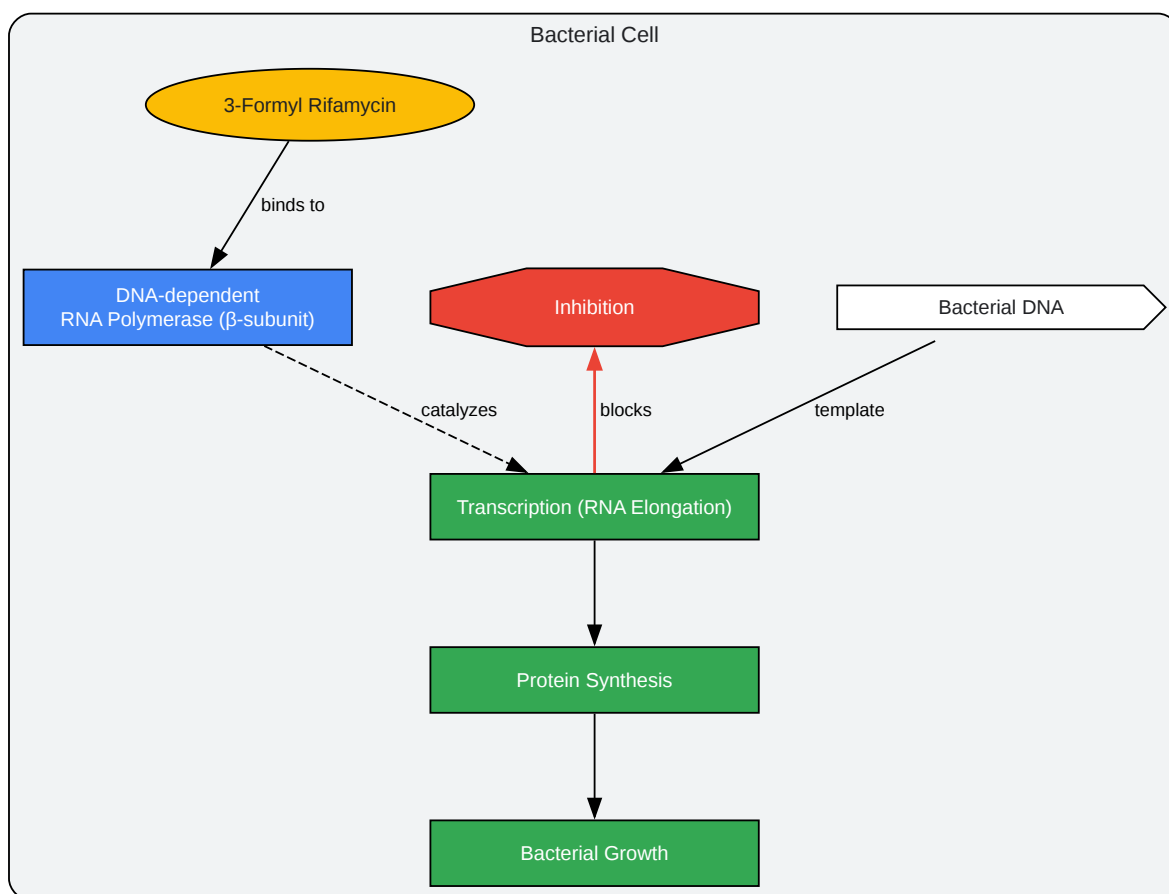 Bacterial Cell
3-Formyl Rifamycin
binds to
DNA-dependent
RNA Polymerase (β-subunit)
Inhibition
Bacterial DNA
catalyzes
blocks
template
Transcription (RNA Elongation)
Protein Synthesis
Bacterial Growth